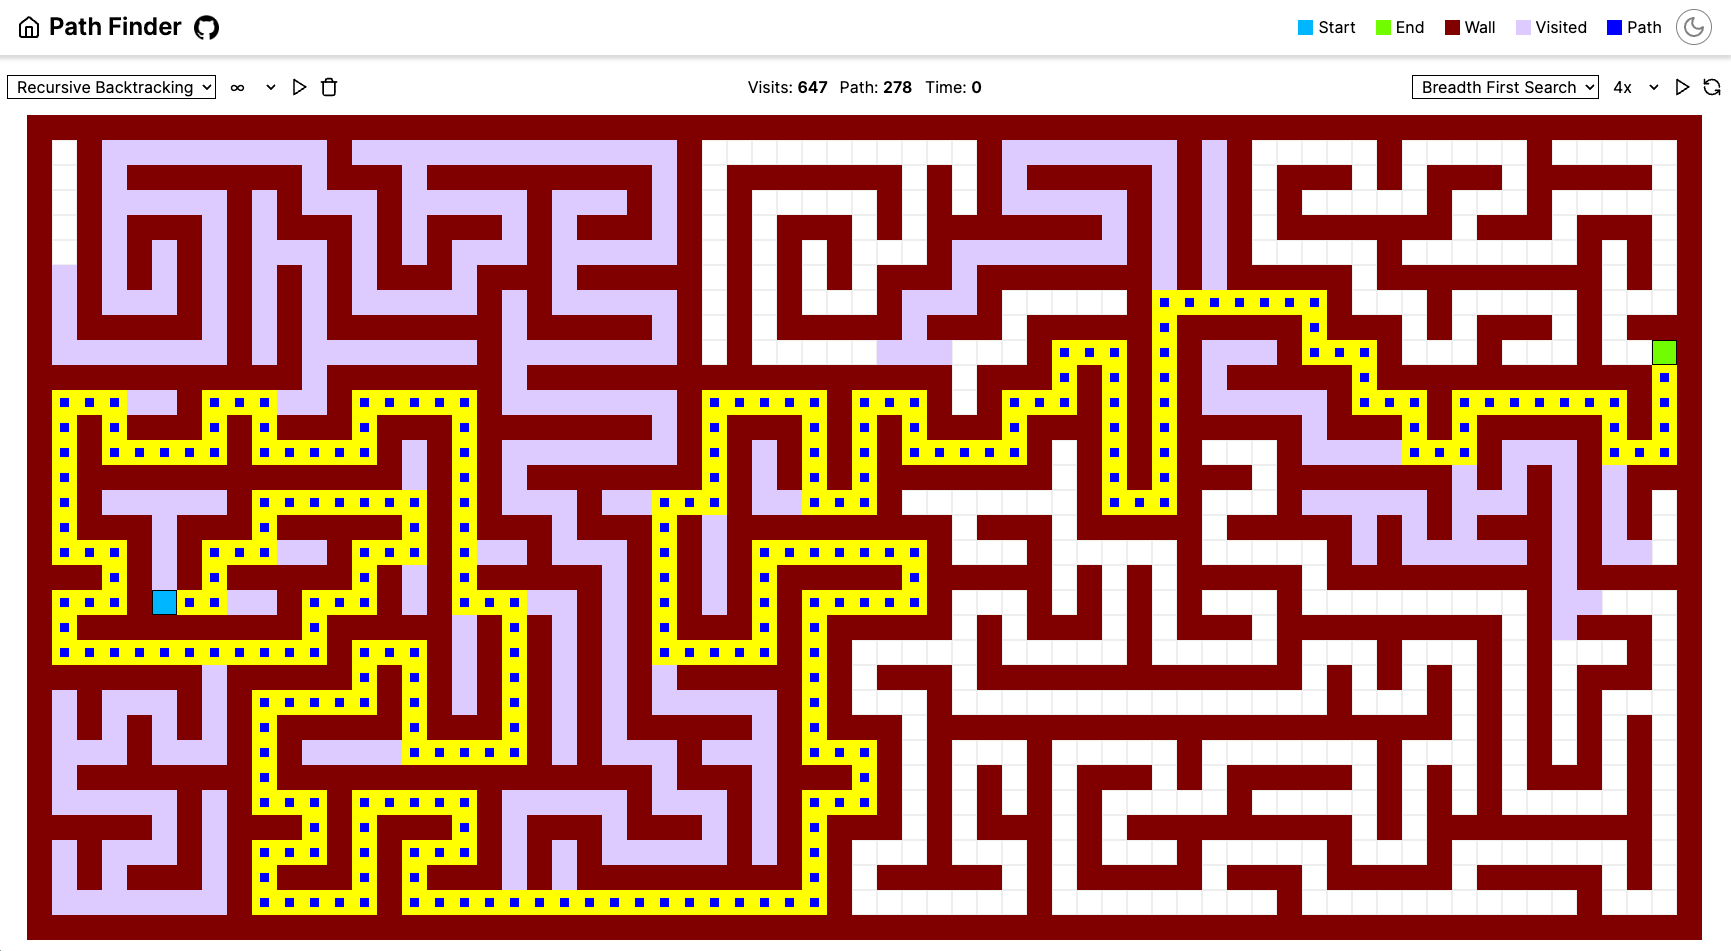 Path Finder
Start End Wall Visited Path
Recursive Backtracking ∞ Visits: 647 Path: 278 Time: 0 Breadth First Search 4x